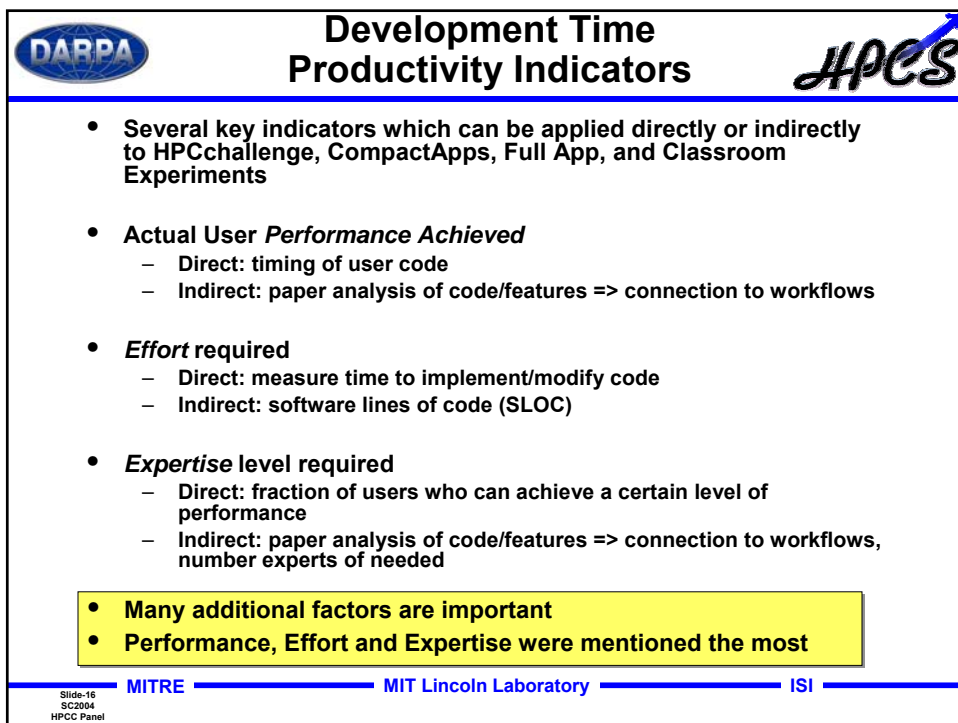 DARPA
Development Time
Productivity Indicators
HPCS
• Several key indicators which can be applied directly or indirectly
to HPCchallenge, CompactApps, Full App, and Classroom
Experiments
• Actual User Performance Achieved
– Direct: timing of user code
– Indirect: paper analysis of code/features => connection to workflows
• Effort required
– Direct: measure time to implement/modify code
– Indirect: software lines of code (SLOC)
• Expertise level required
– Direct: fraction of users who can achieve a certain level of
performance
– Indirect: paper analysis of code/features => connection to workflows,
number experts of needed
• Many additional factors are important
• Performance, Effort and Expertise were mentioned the most
Slide-16
SC2004
HPCC Panel
MITRE
MIT Lincoln Laboratory
ISI